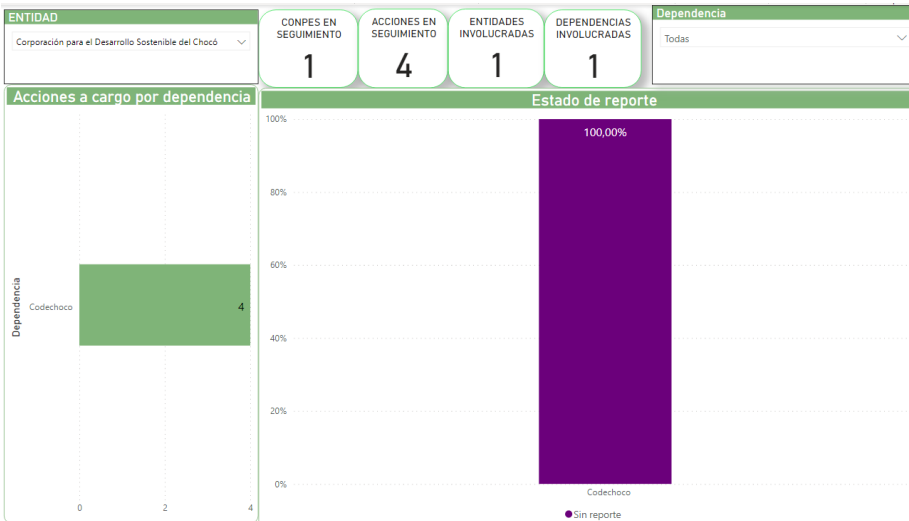 ENTIDAD
Corporación para el Desarrollo Sostenible del Chocó
CONPES EN
SEGUIMIENTO
1
ACCIONES EN
SEGUIMIENTO
4
ENTIDADES
INVOLUCRADAS
1
DEPENDENCIAS
INVOLUCRADAS
1
Dependencia
Todas
Acciones a cargo por dependencia
Dependencia
Codechoco
4
0
2
4
Estado de reporte
100%
80%
60%
40%
20%
0%
100,00%
Codechoco
Sin reporte